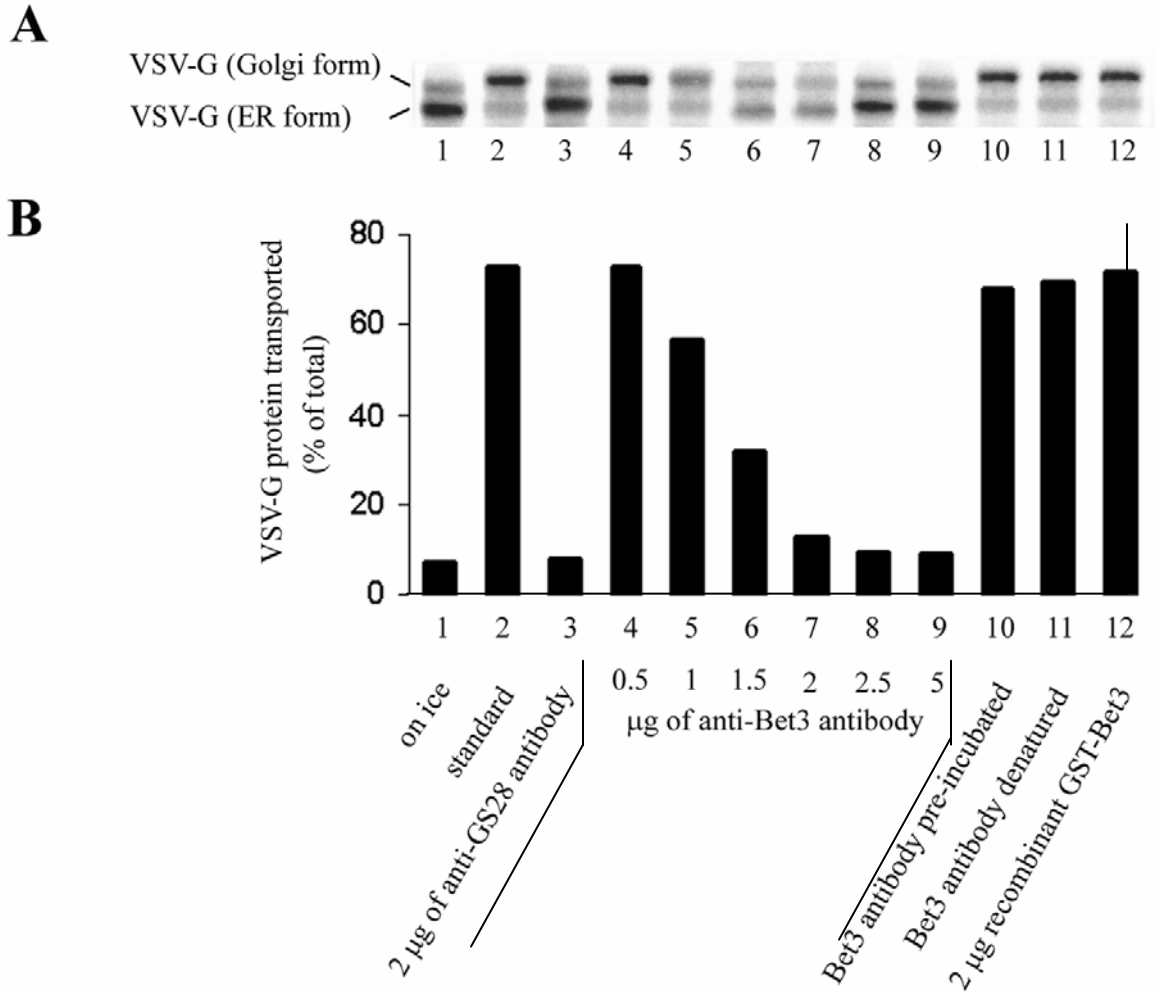 A
VSV-G (Golgi form)
VSV-G (ER form)
1 2 3 4 5 6 7 8 9 10 11 12
B
VSV-G protein transported
(% of total)
80
60
40
20
0
1 2 3 4 5 6 7 8 9 10 11 12
0.5 1 1.5 2 2.5 5
µg of anti-Bet3 antibody
on ice
standard
2 µg of anti-GS28 antibody
Bet3 antibody pre-incubated
Bet3 antibody denatured
2 µg recombinant GST-Bet3